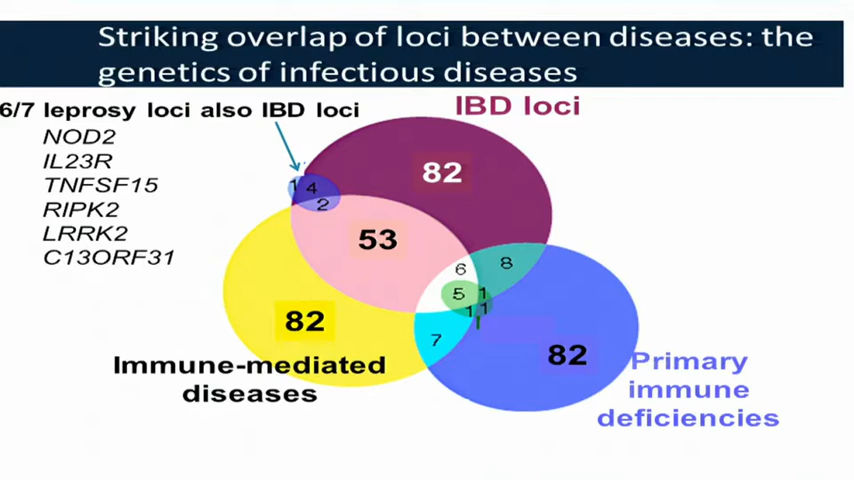 Striking overlap of loci between diseases: the
genetics of infectious diseases
6/7 leprosy loci also IBD loci
IBD loci
NOD2
IL23R
TNFSF15
RIPK2
LRRK2
C13ORF31
82
1 4
2
53
6
8
5 1
1 1
1
82
7
82
Immune-mediated
diseases
Primary
immune
deficiencies